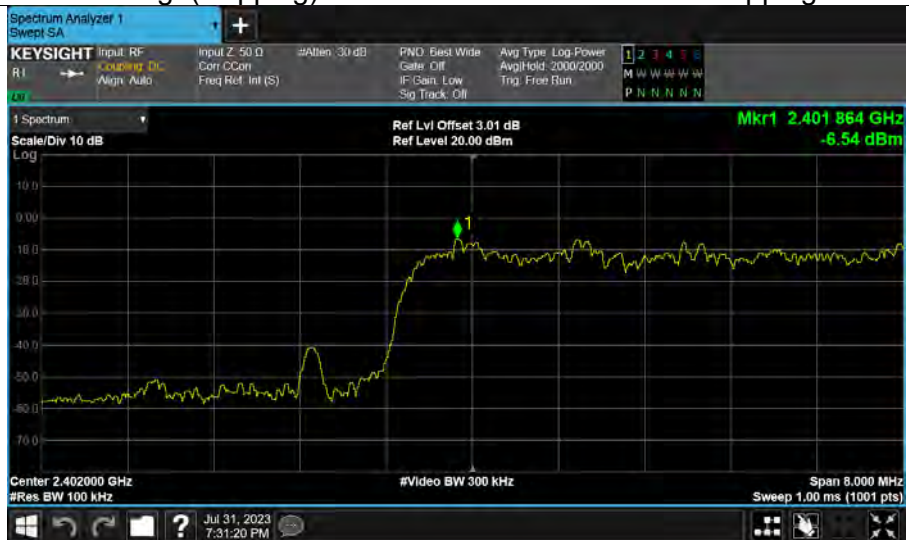 Spectrum Analyzer 1
Swept SA
+
KEYSIGHT Input: RF Input Z: 50 Ω #Atten: 30 dB PNO: Best Wide Avg Type: Log-Power 1 2 3 4 5 6
RL Coupling: DC Corr CCorr Gate: Off Avg|Hold: 2000/2000 M W W W W W
Align: Auto Freq Ref: Int (S) IF Gain: Low Trig: Free Run P N N N N N
Sig Track: Off
1 Spectrum Ref Lvl Offset 3.01 dB Mkr1 2.401 864 GHz
Scale/Div 10 dB Ref Level 20.00 dBm -6.54 dBm
Log
10.0
0.00
1
-10.0
-20.0
-30.0
-40.0
-50.0
-60.0
-70.0
Center 2.402000 GHz #Video BW 300 kHz Span 8.000 MHz
#Res BW 100 kHz Sweep 1.00 ms (1001 pts)
? Jul 31, 2023
7:31:20 PM